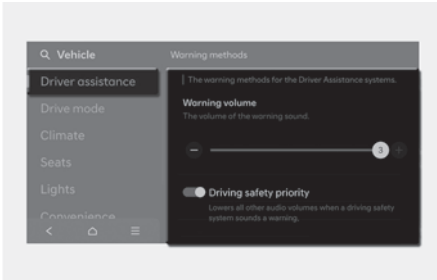 Vehicle
Warning methods
Driver assistance
The warning methods for the Driver Assistance systems.
Drive mode
Warning volume
The volume of the warning sound.
Climate
3
Seats
Driving safety priority
Lights
Lowers all other audio volumes when a driving safety
system sounds a warning.
Convenience